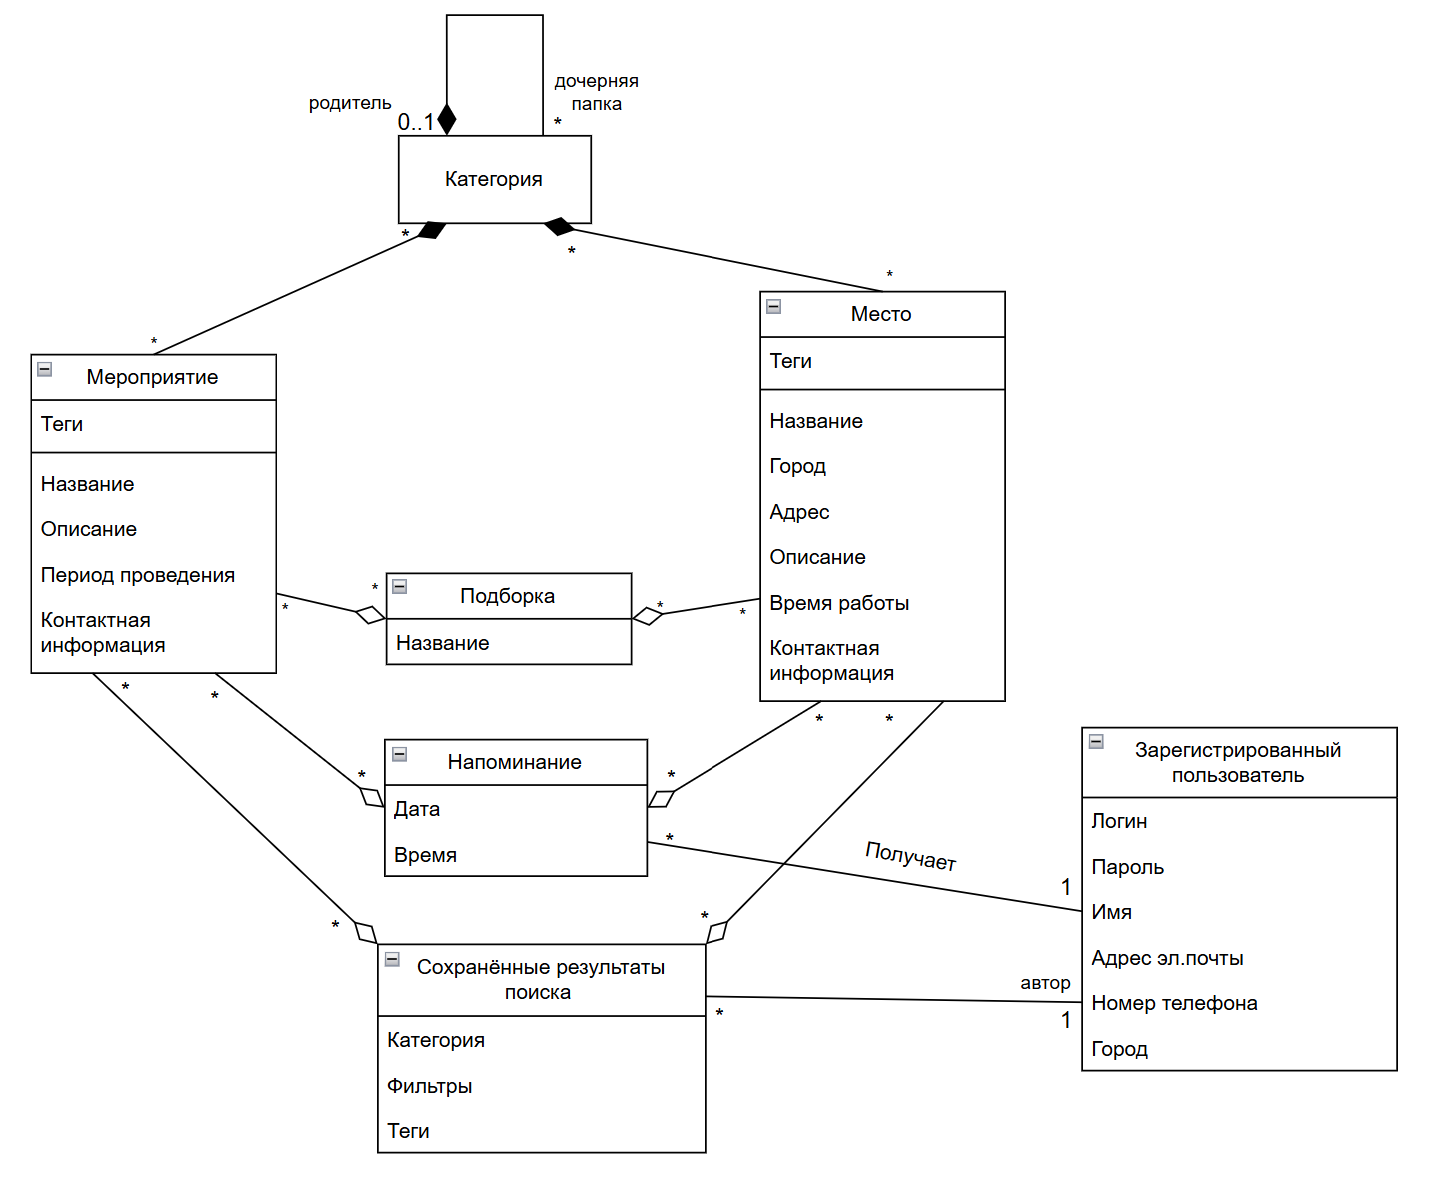 родитель
дочерняя
папка
0..1
*
Категория
*
*
*
*
Мероприятие
Теги
Название
Описание
Период проведения
Контактная
информация
Место
Теги
Название
Город
Адрес
Описание
Время работы
Контактная
информация
*
*
*
*
Подборка
Название
*
*
*
*
*
*
Напоминание
Дата
Время
*
Получает
1
*
*
Сохранённые результаты
поиска
Категория
Фильтры
Теги
*
автор
1
Зарегистрированный
пользователь
Логин
Пароль
Имя
Адрес эл.почты
Номер телефона
Город